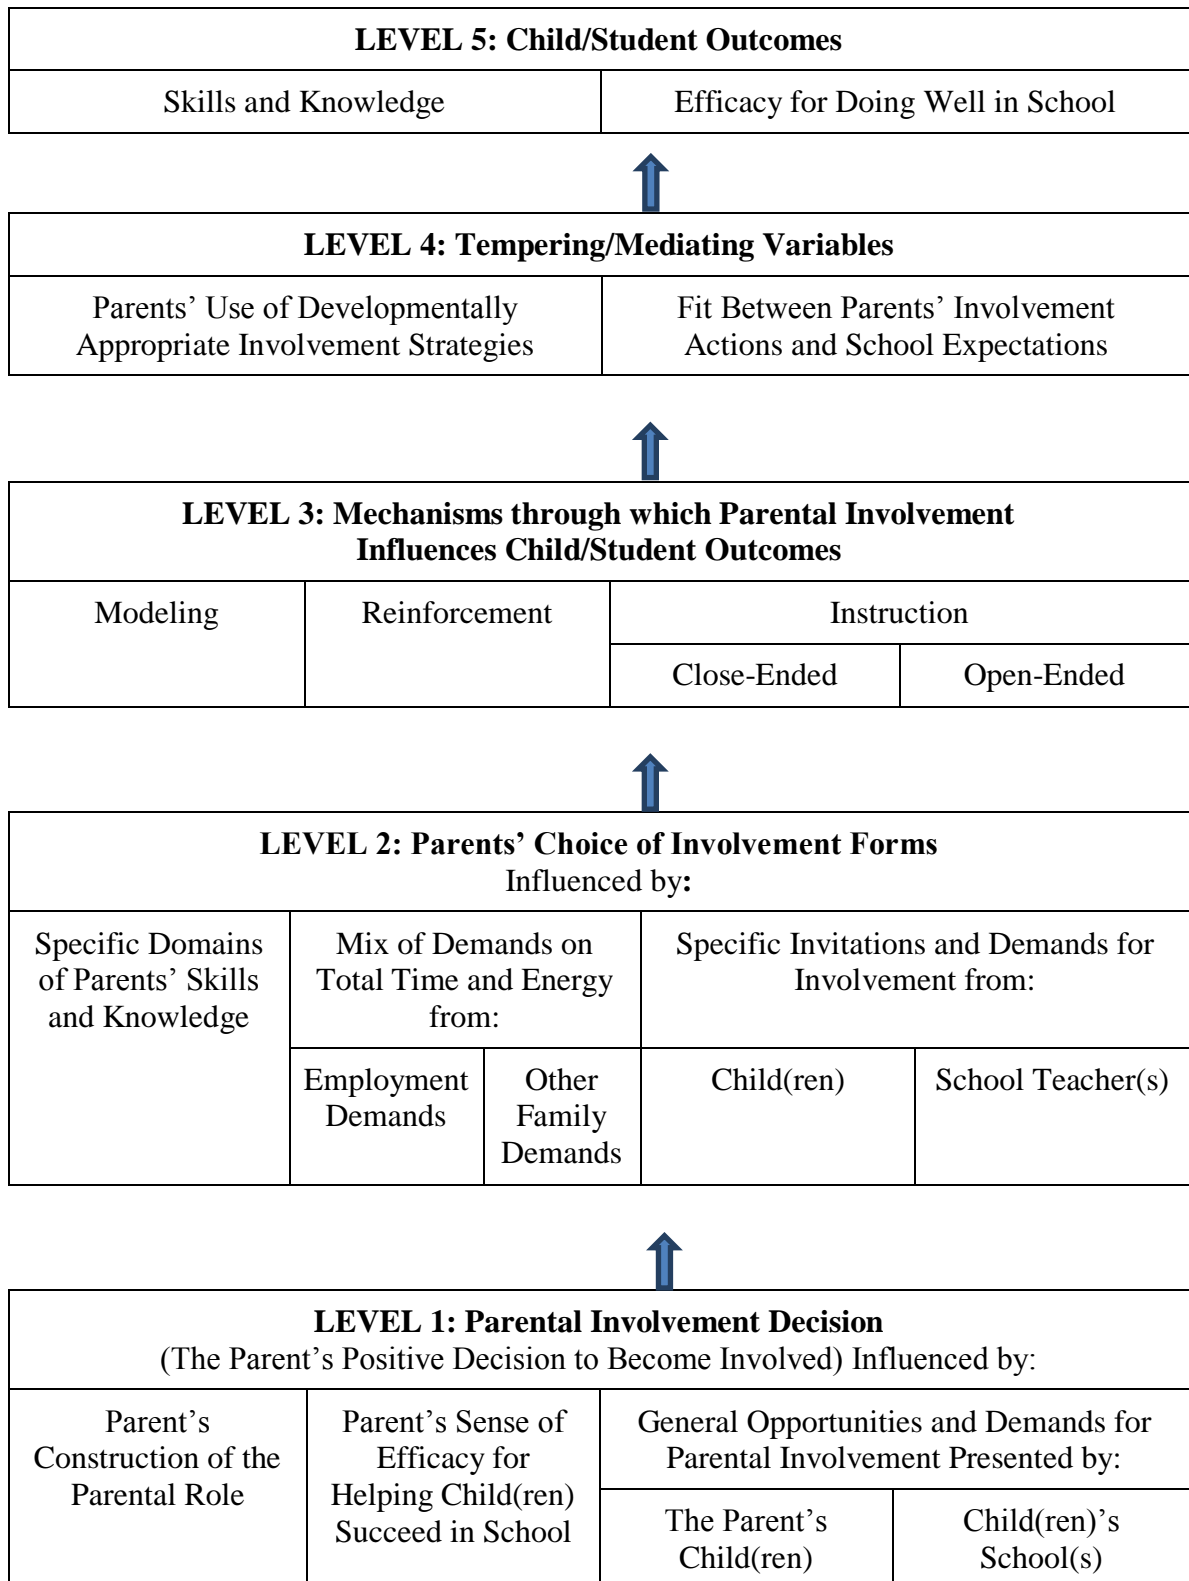 LEVEL 5: Child/Student Outcomes
Skills and Knowledge
Efficacy for Doing Well in School
LEVEL 4: Tempering/Mediating Variables
Parents’ Use of Developmentally
Appropriate Involvement Strategies
Fit Between Parents’ Involvement
Actions and School Expectations
LEVEL 3: Mechanisms through which Parental Involvement
Influences Child/Student Outcomes
Modeling
Reinforcement
Instruction
Close-Ended
Open-Ended
LEVEL 2: Parents’ Choice of Involvement Forms
Influenced by:
Specific Domains
of Parents’ Skills
and Knowledge
Mix of Demands on
Total Time and Energy
from:
Employment
Demands
Other
Family
Demands
Specific Invitations and Demands for
Involvement from:
Child(ren)
School Teacher(s)
LEVEL 1: Parental Involvement Decision
(The Parent’s Positive Decision to Become Involved) Influenced by:
Parent’s
Construction of the
Parental Role
Parent’s Sense of
Efficacy for
Helping Child(ren)
Succeed in School
General Opportunities and Demands for
Parental Involvement Presented by:
The Parent’s
Child(ren)
Child(ren)’s
School(s)